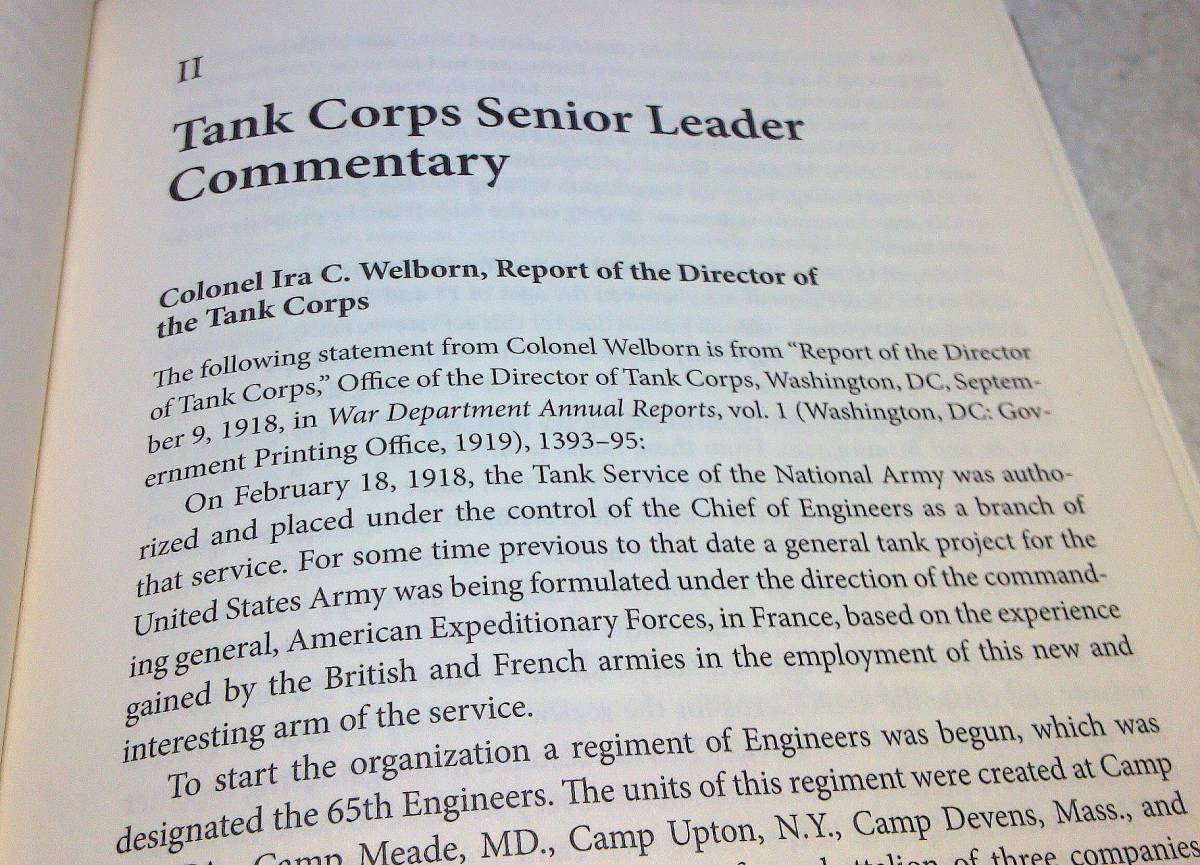 II
Tank Corps Senior Leader
Commentary
Colonel Ira C. Welborn, Report of the Director of
the Tank Corps
The following statement from Colonel Welborn is from “Report of the Director
of Tank Corps,” Office of the Director of Tank Corps, Washington, DC, Septem-
ber 9, 1918, in War Department Annual Reports, vol. 1 (Washington, DC: Gov-
ernment Printing Office, 1919), 1393–95:
On February 18, 1918, the Tank Service of the National Army was autho-
rized and placed under the control of the Chief of Engineers as a branch of
that service. For some time previous to that date a general tank project for the
United States Army was being formulated under the direction of the command-
ing general, American Expeditionary Forces, in France, based on the experience
gained by the British and French armies in the employment of this new and
interesting arm of the service.
To start the organization a regiment of Engineers was begun, which was
designated the 65th Engineers. The units of this regiment were created at Camp
Camp Meade, MD., Camp Upton, N.Y., Camp Devens, Mass., and
of three companies